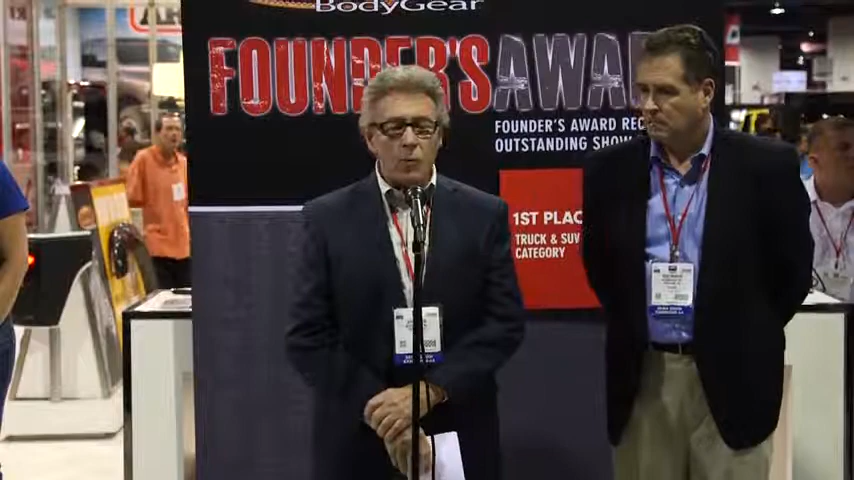 BodyGear
FOUNDER'S AWA
FOUNDER'S AWARD REC
OUTSTANDING SHOW
1ST PLAC
TRUCK & SUV
CATEGORY